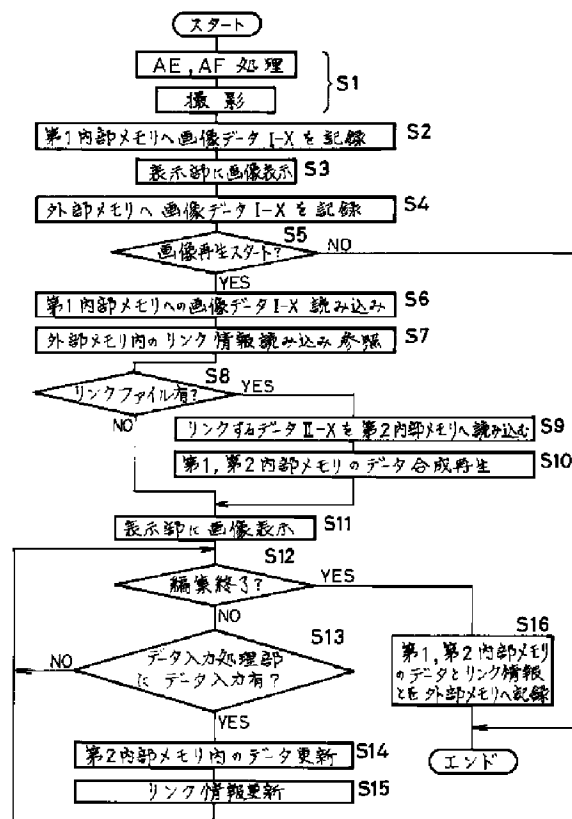 スタート
AE,AF 処理
撮影
S1
第1内部メモリへ画像データ I-X を記録
S2
表示部に画像表示
S3
外部メモリへ 画像データI-X を記録
S4
S5
画像再生スタート?
NO
YES
第1内部メモリへの画像データI-X 読み込み
S6
外部メモリ内のリンク情報読み込み 参照
S7
S8
リンクファイル有?
YES
NO
リンクするデータ II-Xを第2内部メモリへ読み込む
S9
第1,第2内部メモリのデータ合成再生
S10
表示部に画像表示
S11
S12
編集終了?
YES
NO
S13
データ入力処理部
にデータ入力有?
NO
YES
S16
第1,第2内部メモリ
のデータとリンク情報
とを外部メモリへ記録
第2内部メモリ内のデータ更新
S14
エンド
リンク情報更新
S15